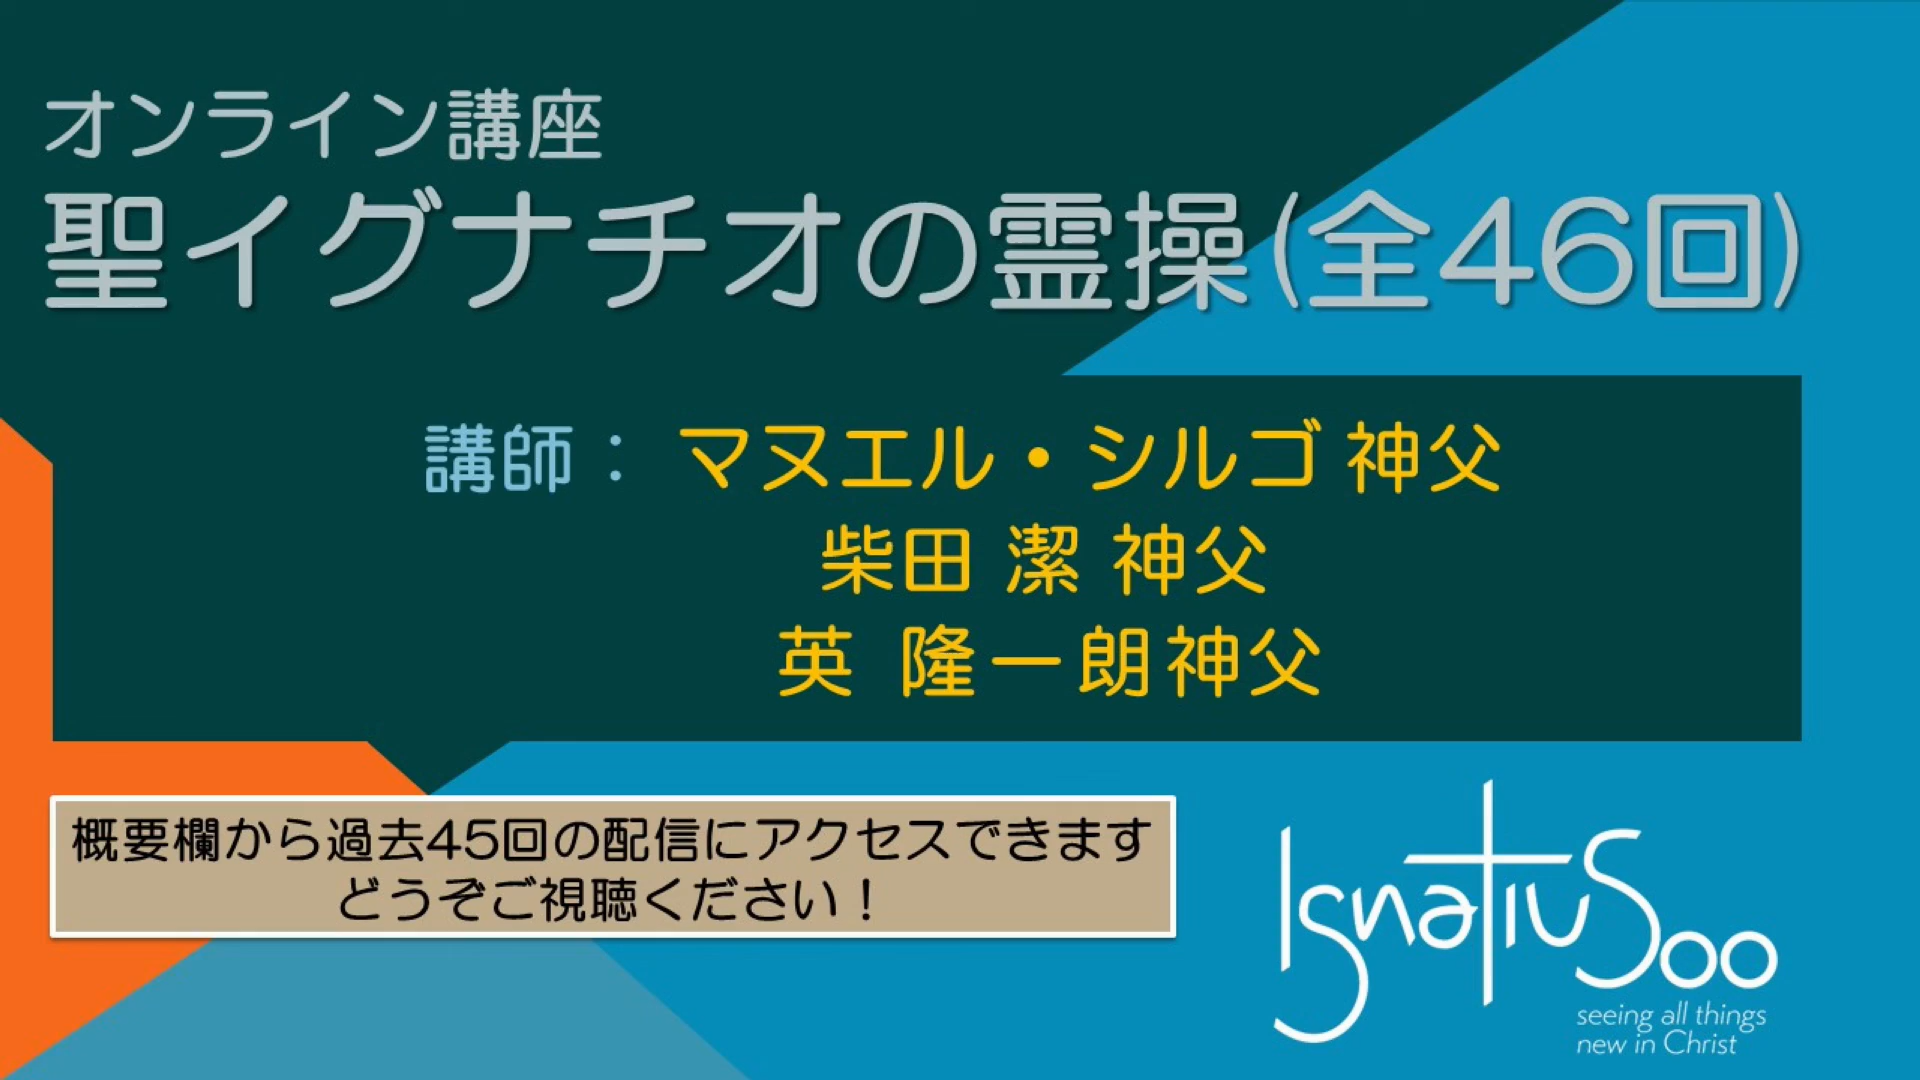 オンライン講座
聖イグナチオの霊操(全46回)
講師： マヌエル・シルゴ 神父
柴田 潔 神父
英 隆一朗神父
概要欄から過去45回の配信にアクセスできます
どうぞご視聴ください！
IgnatiuS500
seeing all things
new in Christ